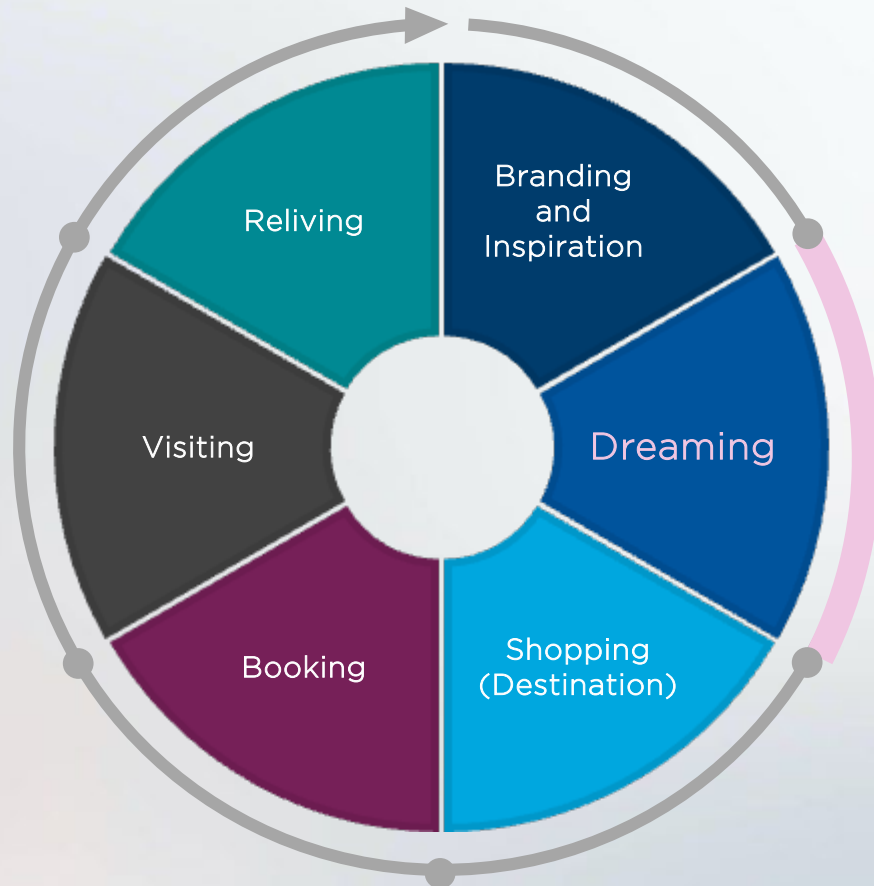 Branding
and
Inspiration
Dreaming
Shopping
(Destination)
Booking
Visiting
Reliving